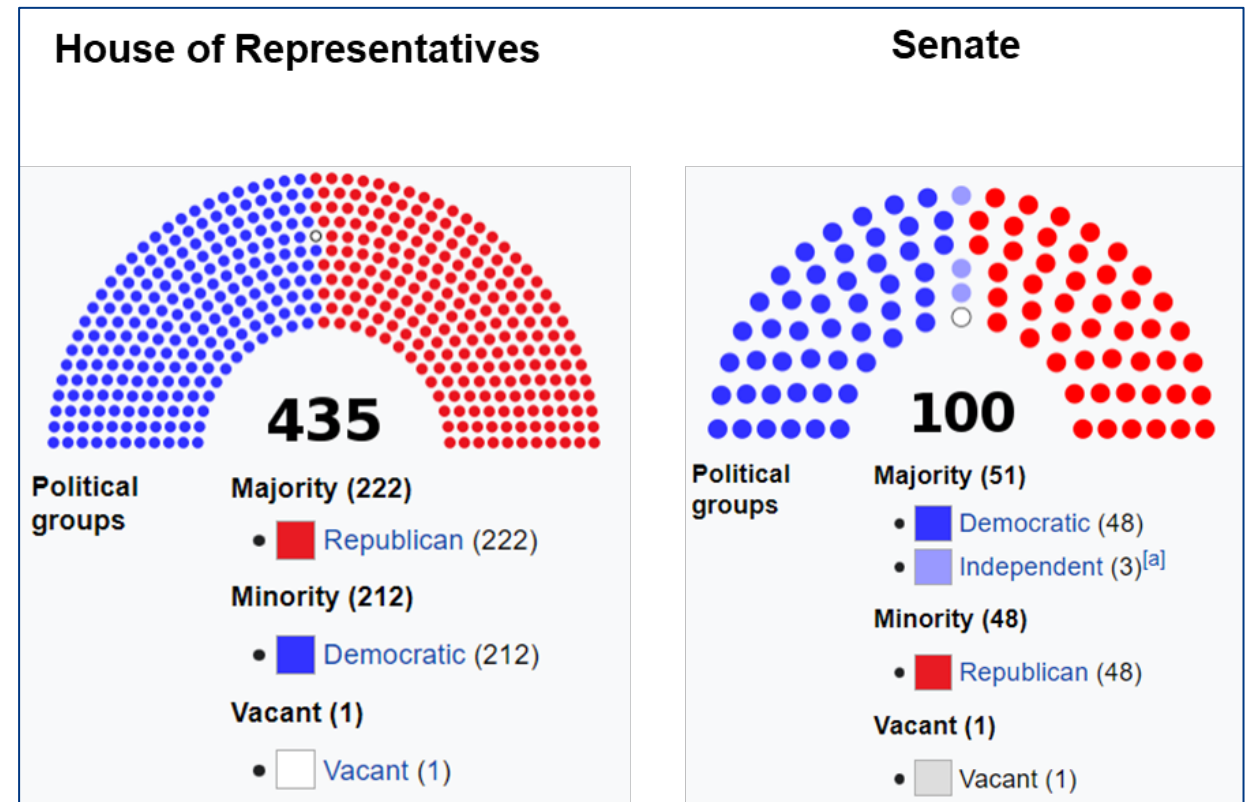 House of Representatives
435
Political
groups
Majority (222)
• Republican (222)
Minority (212)
• Democratic (212)
Vacant (1)
• Vacant (1)
Senate
100
Political
groups
Majority (51)
• Democratic (48)
• Independent (3)[a]
Minority (48)
• Republican (48)
Vacant (1)
• Vacant (1)